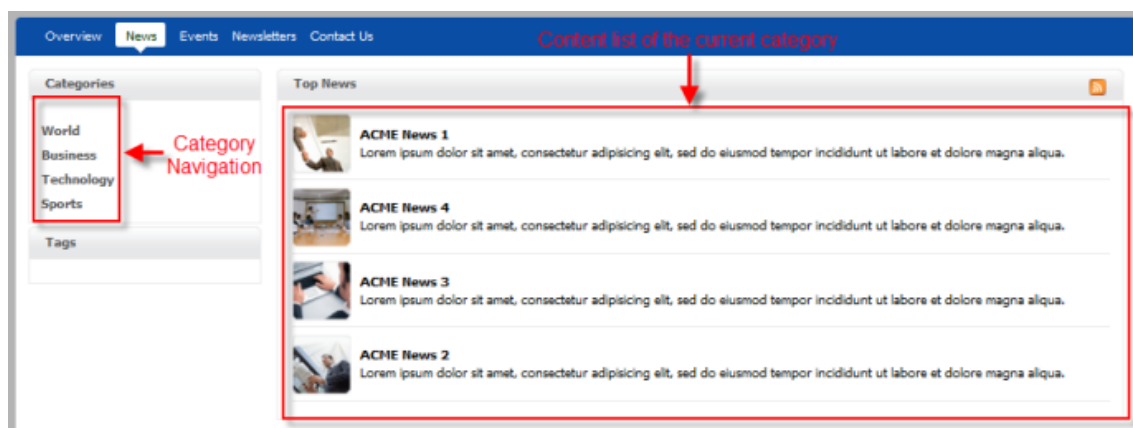 Overview News Events Newsletters Contact Us
Content list of the current category
Categories
Top News
World
Business
Technology
Sports
Category
Navigation
Tags
ACME News 1
Lorem ipsum dolor sit amet, consectetur adipisicing elit, sed do eiusmod tempor incididunt ut labore et dolore magna aliqua.
ACME News 4
Lorem ipsum dolor sit amet, consectetur adipisicing elit, sed do eiusmod tempor incididunt ut labore et dolore magna aliqua.
ACME News 3
Lorem ipsum dolor sit amet, consectetur adipisicing elit, sed do eiusmod tempor incididunt ut labore et dolore magna aliqua.
ACME News 2
Lorem ipsum dolor sit amet, consectetur adipisicing elit, sed do eiusmod tempor incididunt ut labore et dolore magna aliqua.